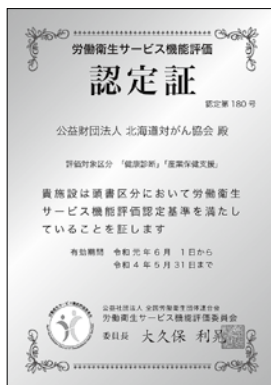 労働衛生サービス機能評価
認定証
認定第180号
公益財団法人 北海道対がん協会 殿
評価対象区分 「健康診断」「産業保健支援」
貴施設は頭書区分において労働衛生
サービス機能評価認定基準を満たし
ていることを証します
有効期間 令和元年6月1日から
令和4年5月31日まで
公益社団法人 全国労働衛生団体連合会
労働衛生サービス機能評価委員会
委員長 大久保 利晃